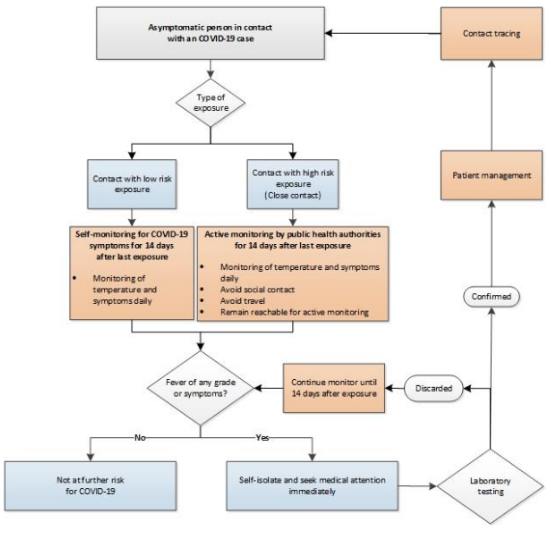 Asymptomatic person in contact
with an COVID-19 case
Contact tracing
Type of
exposure
Contact with low risk
exposure
Contact with high risk
exposure
(Close contact)
Patient management
Self-monitoring for COVID-19
symptoms for 14 days
after last exposure
• Monitoring of
temperature and
symptoms daily
Active monitoring by public health authorities
for 14 days after last exposure
• Monitoring of temperature and symptoms
daily
• Avoid social contact
• Avoid travel
• Remain reachable for active monitoring
Confirmed
Fever of any grade
or symptoms?
Continue monitor until
14 days after exposure
Discarded
No
Yes
Not at further risk
for COVID-19
Self-isolate and seek medical attention
immediately
Laboratory
testing